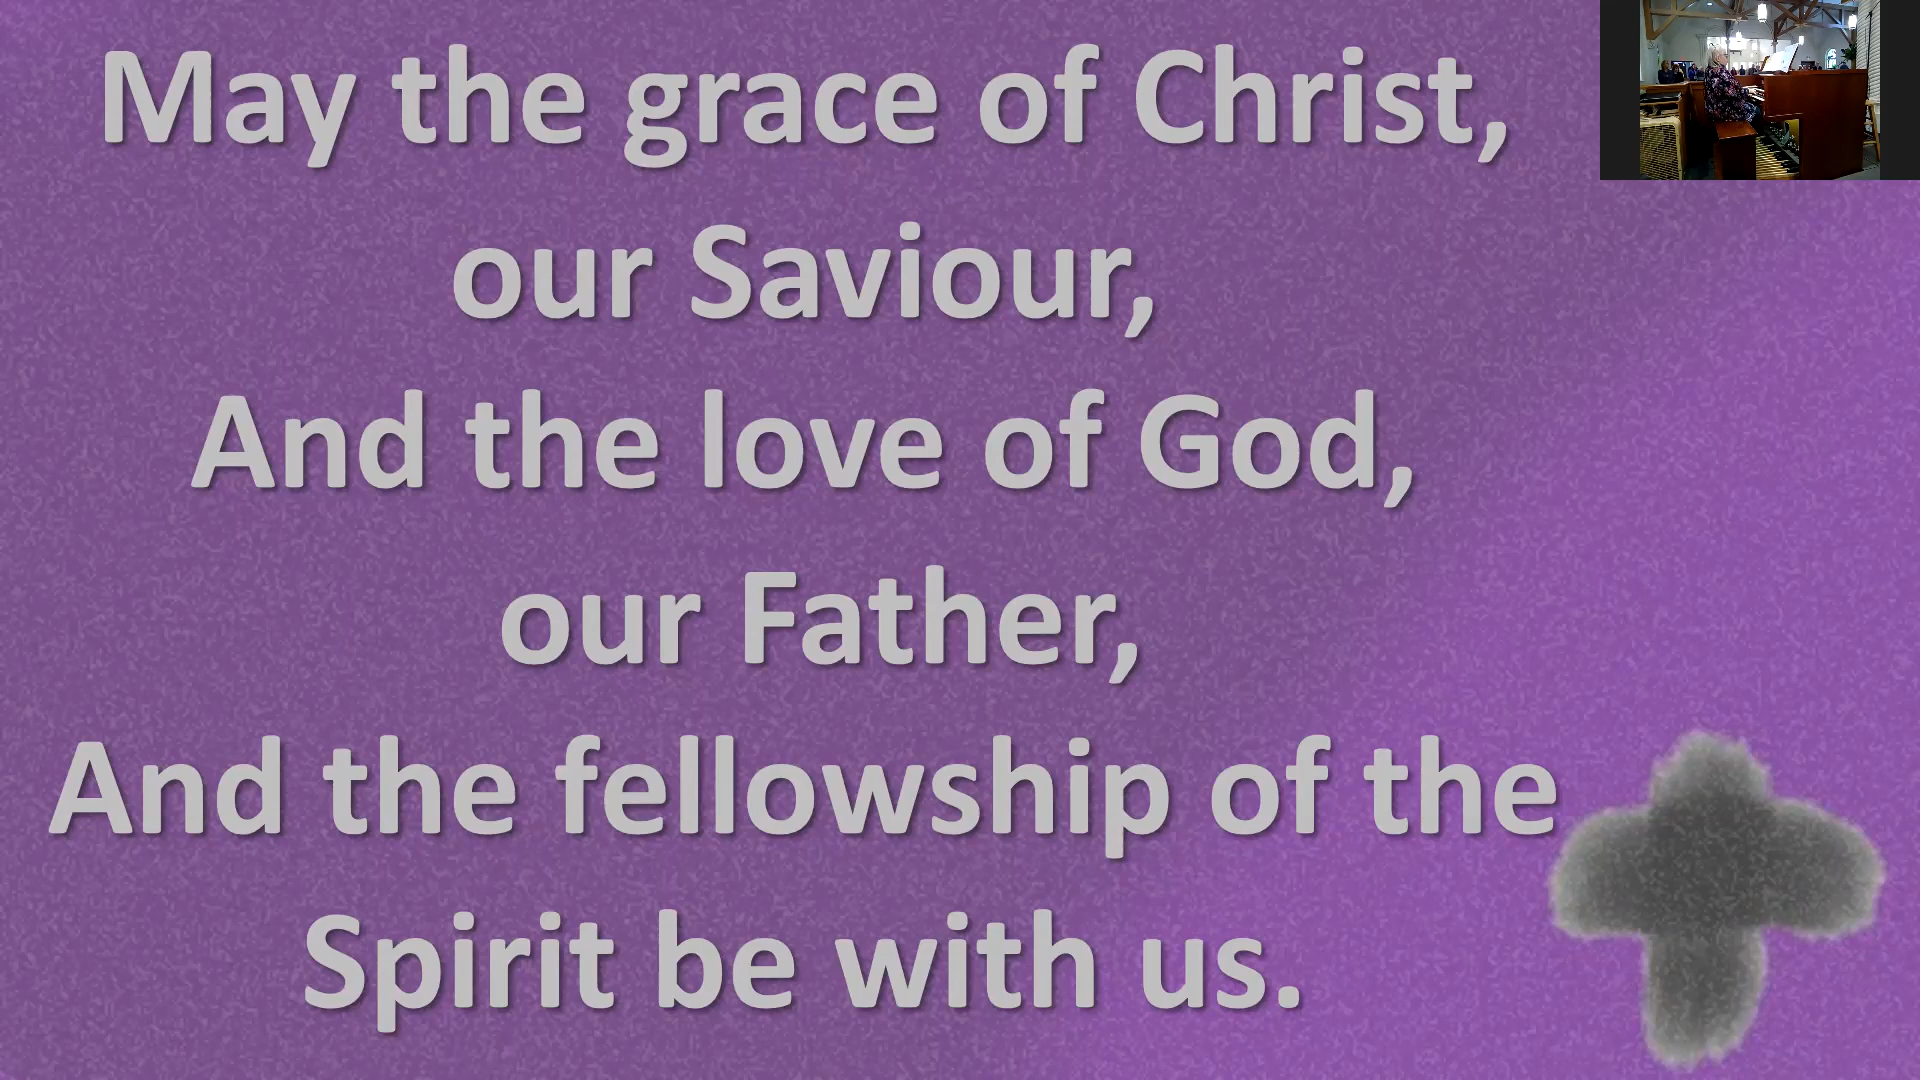 May the grace of Christ,
our Saviour,
And the love of God,
our Father,
And the fellowship of the
Spirit be with us.